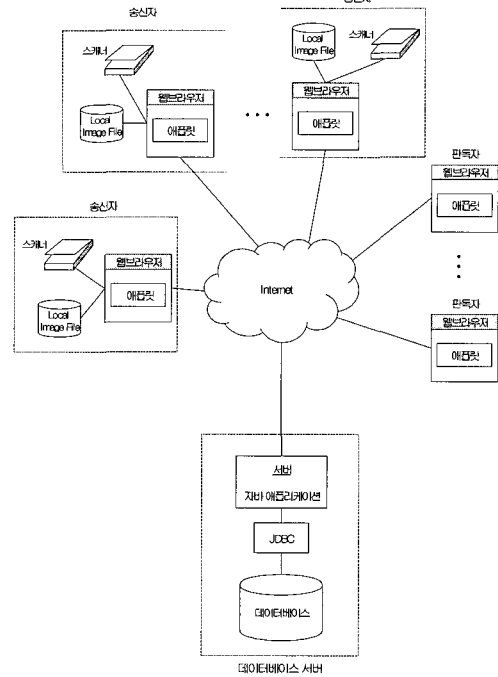 송신자
스캐너
Local
Image File
웹브라우저
애플릿
Local
Image File
스캐너
웹브라우저
애플릿
판독자
웹브라우저
애플릿
송신자
스캐너
Local
Image File
웹브라우저
애플릿
Internet
판독자
웹브라우저
애플릿
서버
자바 애플리케이션
JDBC
데이터베이스
데이터베이스 서버